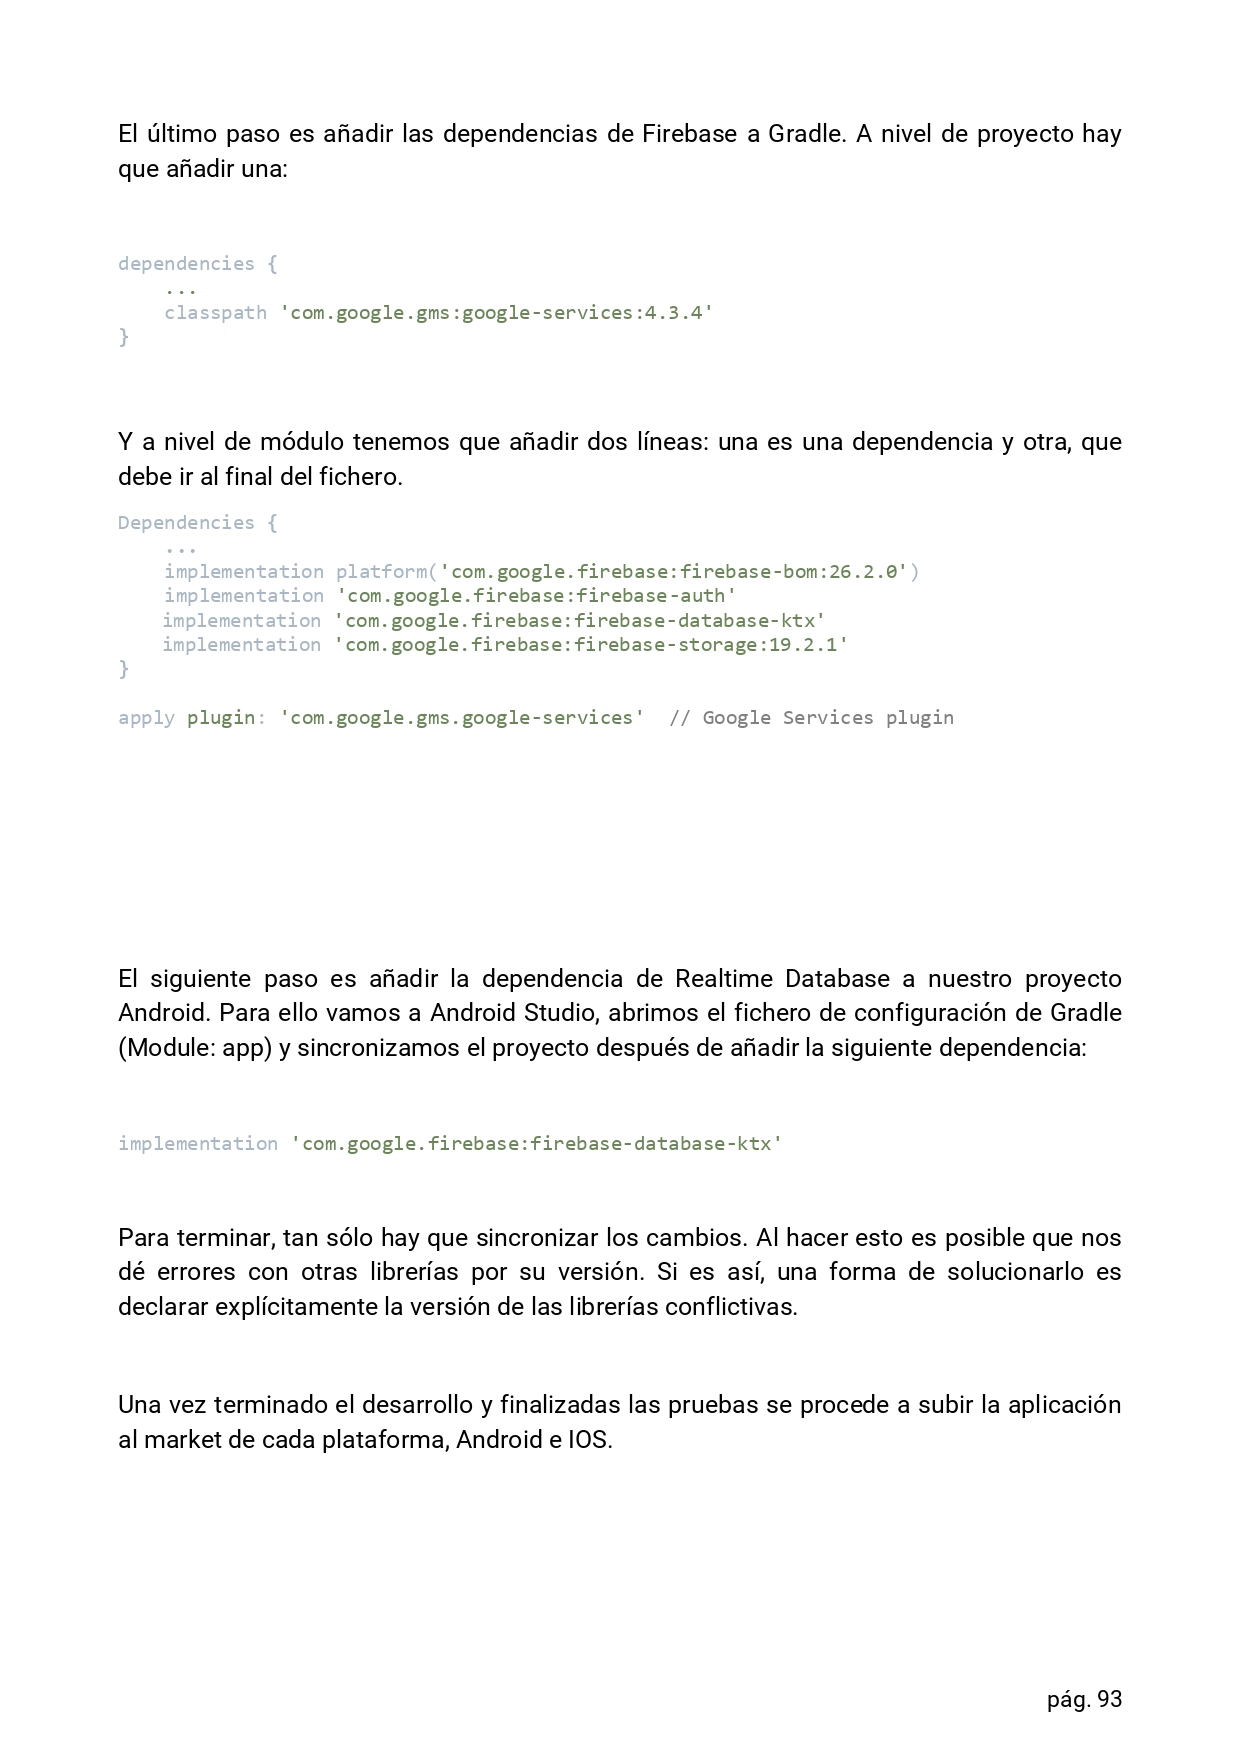 El último paso es añadir las dependencias de Firebase a Gradle. A nivel de proyecto hay
que añadir una:
dependencies {
    ...
    classpath 'com.google.gms:google-services:4.3.4'
}
Y a nivel de módulo tenemos que añadir dos líneas: una es una dependencia y otra, que
debe ir al final del fichero.
Dependencies {
    ...
    implementation platform('com.google.firebase:firebase-bom:26.2.0')
    implementation 'com.google.firebase:firebase-auth'
    implementation 'com.google.firebase:firebase-database-ktx'
    implementation 'com.google.firebase:firebase-storage:19.2.1'
}
apply plugin: 'com.google.gms.google-services'  // Google Services plugin
El siguiente paso es añadir la dependencia de Realtime Database a nuestro proyecto
Android. Para ello vamos a Android Studio, abrimos el fichero de configuración de Gradle
(Module: app) y sincronizamos el proyecto después de añadir la siguiente dependencia:
implementation 'com.google.firebase:firebase-database-ktx'
Para terminar, tan sólo hay que sincronizar los cambios. Al hacer esto es posible que nos
dé errores con otras librerías por su versión. Si es así, una forma de solucionarlo es
declarar explícitamente la versión de las librerías conflictivas.
Una vez terminado el desarrollo y finalizadas las pruebas se procede a subir la aplicación
al market de cada plataforma, Android e IOS.
pág. 93